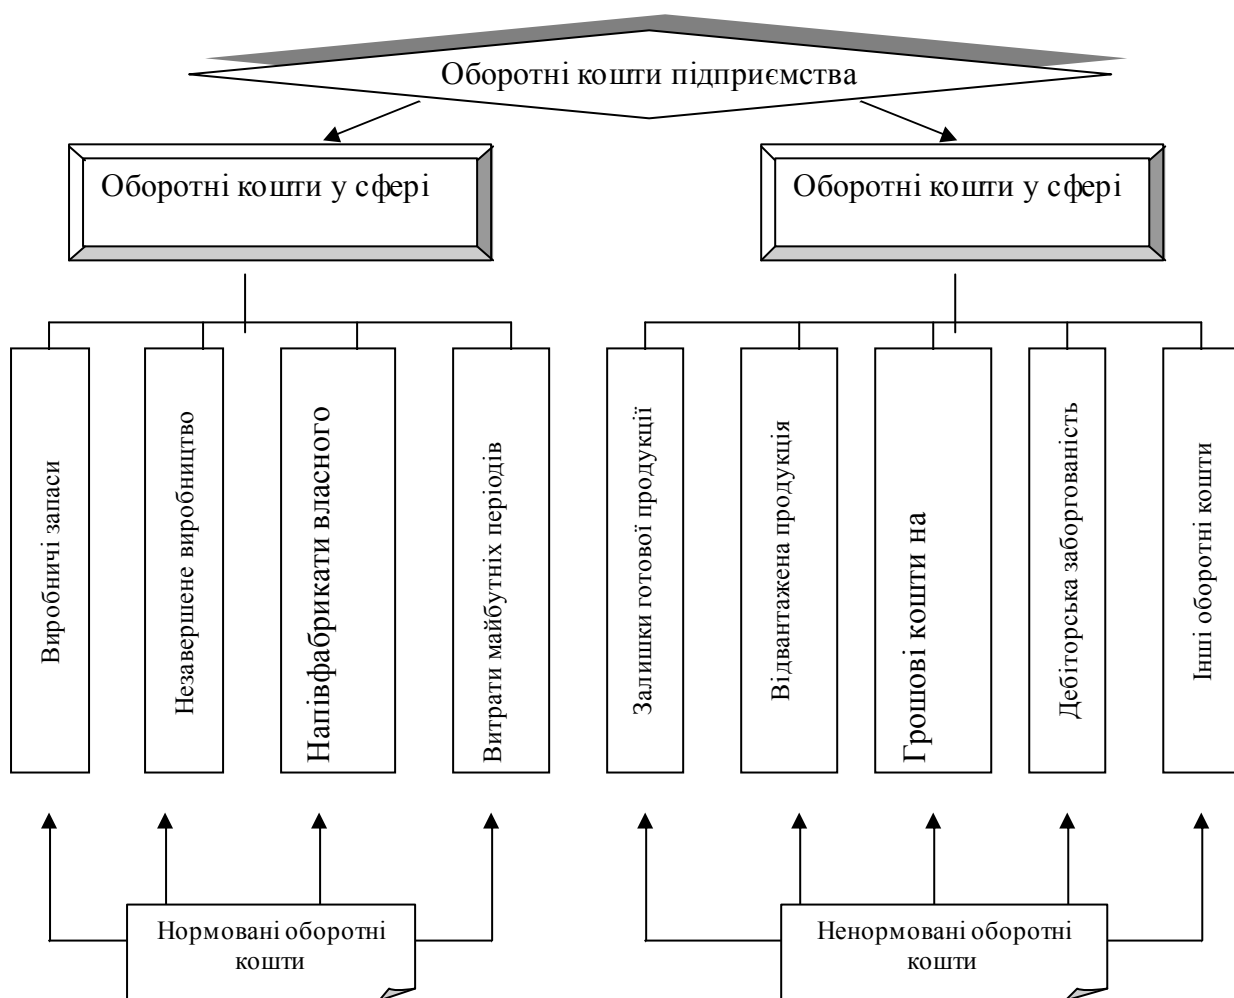 Оборотні кошти підприємства
Оборотні кошти у сфері
Оборотні кошти у сфері
Виробничі запаси
Незавершене виробництво
Напівфабрикати власного
Витрати майбутніх періодів
Залишки готової продукції
Відвантажена продукція
Грошові кошти на
Дебіторська заборгованість
Інші оборотні кошти
Нормовані оборотні
кошти
Ненормовані оборотні
кошти